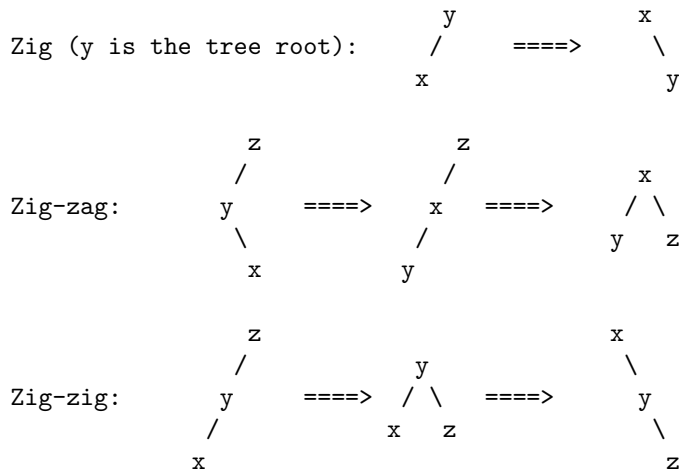 y                x
Zig (y is the tree root):      /      ====>       \
                              x                    y

                  z                  z
                 /                  /             x
Zig-zag:        y      ====>       x    ====>    / \
                 \                /             y   z
                  x              y

                  z                             x
                 /             y                 \
Zig-zig:        y      ====>  / \    ====>        y
               /             x   z                 \
              x                                     z